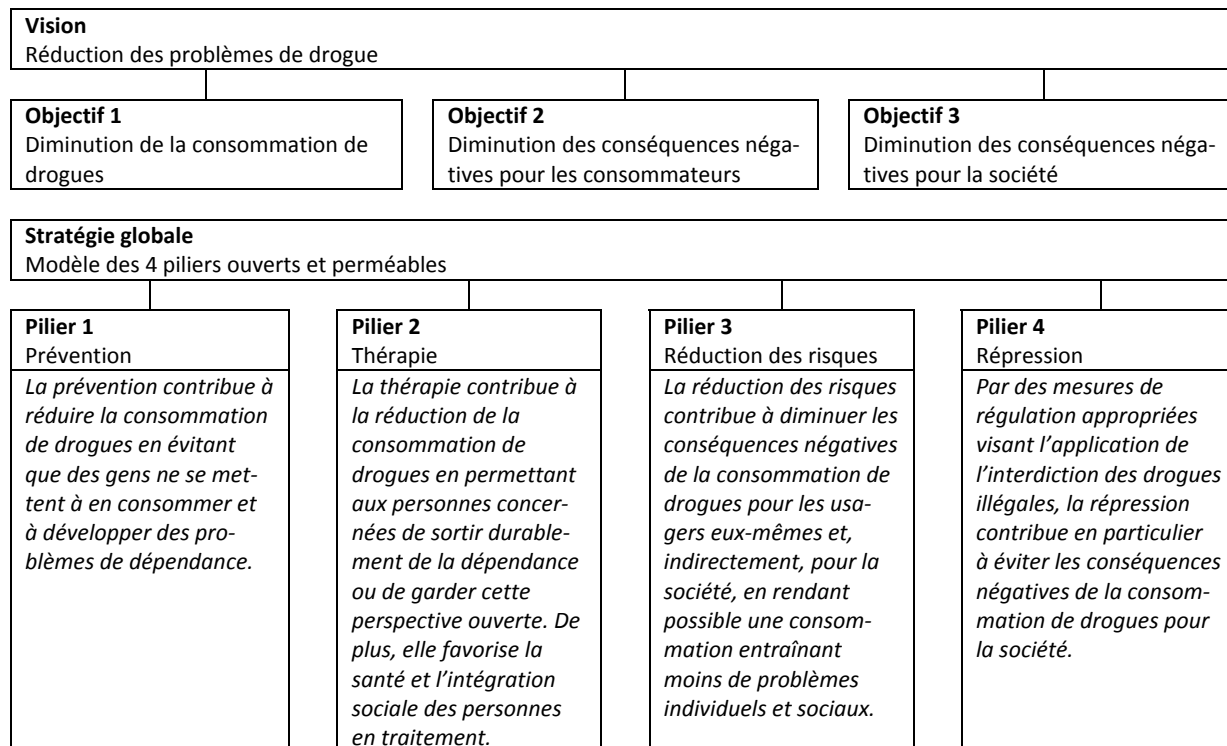 Vision
Réduction des problèmes de drogue
Objectif 1
Diminution de la consommation de
drogues
Objectif 2
Diminution des conséquences néga-
tives pour les consommateurs
Objectif 3
Diminution des conséquences néga-
tives pour la société
Stratégie globale
Modèle des 4 piliers ouverts et perméables
Pilier 1
Prévention
La prévention contribue à
réduire la consommation
de drogues en évitant
que des gens ne se met-
tent à en consommer et
à développer des pro-
blèmes de dépendance.
Pilier 2
Thérapie
La thérapie contribue à
la réduction de la
consommation de
drogues en permettant
aux personnes concer-
nées de sortir durable-
ment de la dépendance
ou de garder cette
perspective ouverte. De
plus, elle favorise la
santé et l’intégration
sociale des personnes
en traitement.
Pilier 3
Réduction des risques
La réduction des risques
contribue à diminuer les
conséquences négatives
de la consommation de
drogues pour les usa-
gers eux-mêmes et,
indirectement, pour la
société, en rendant
possible une consom-
mation entraînant
moins de problèmes
individuels et sociaux.
Pilier 4
Répression
Par des mesures de
régulation appropriées
visant l’application de
l’interdiction des drogues
illégales, la répression
contribue en particulier
à éviter les conséquences
négatives de la consom-
mation de drogues pour
la société.